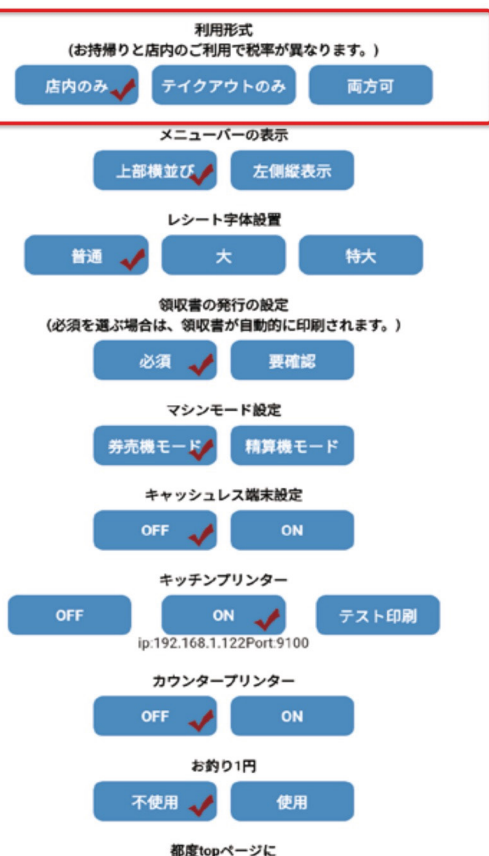 利用形式
(お持帰りと店内のご利用で税率が異なります。)
店内のみ テイクアウトのみ 両方可
メニューバーの表示
上部横並び 左側縦表示
レシート字体設置
普通 大 特大
領収書の発行の設定
(必須を選ぶ場合は、領収書が自動的に印刷されます。)
必須 要確認
マシンモード設定
券売機モード 精算機モード
キャッシュレス端末設定
OFF ON
キッチンプリンター
OFF ON テスト印刷
ip:192.168.1.122Port:9100
カウンタープリンター
OFF ON
お釣り1円
不使用 使用
都度topページに